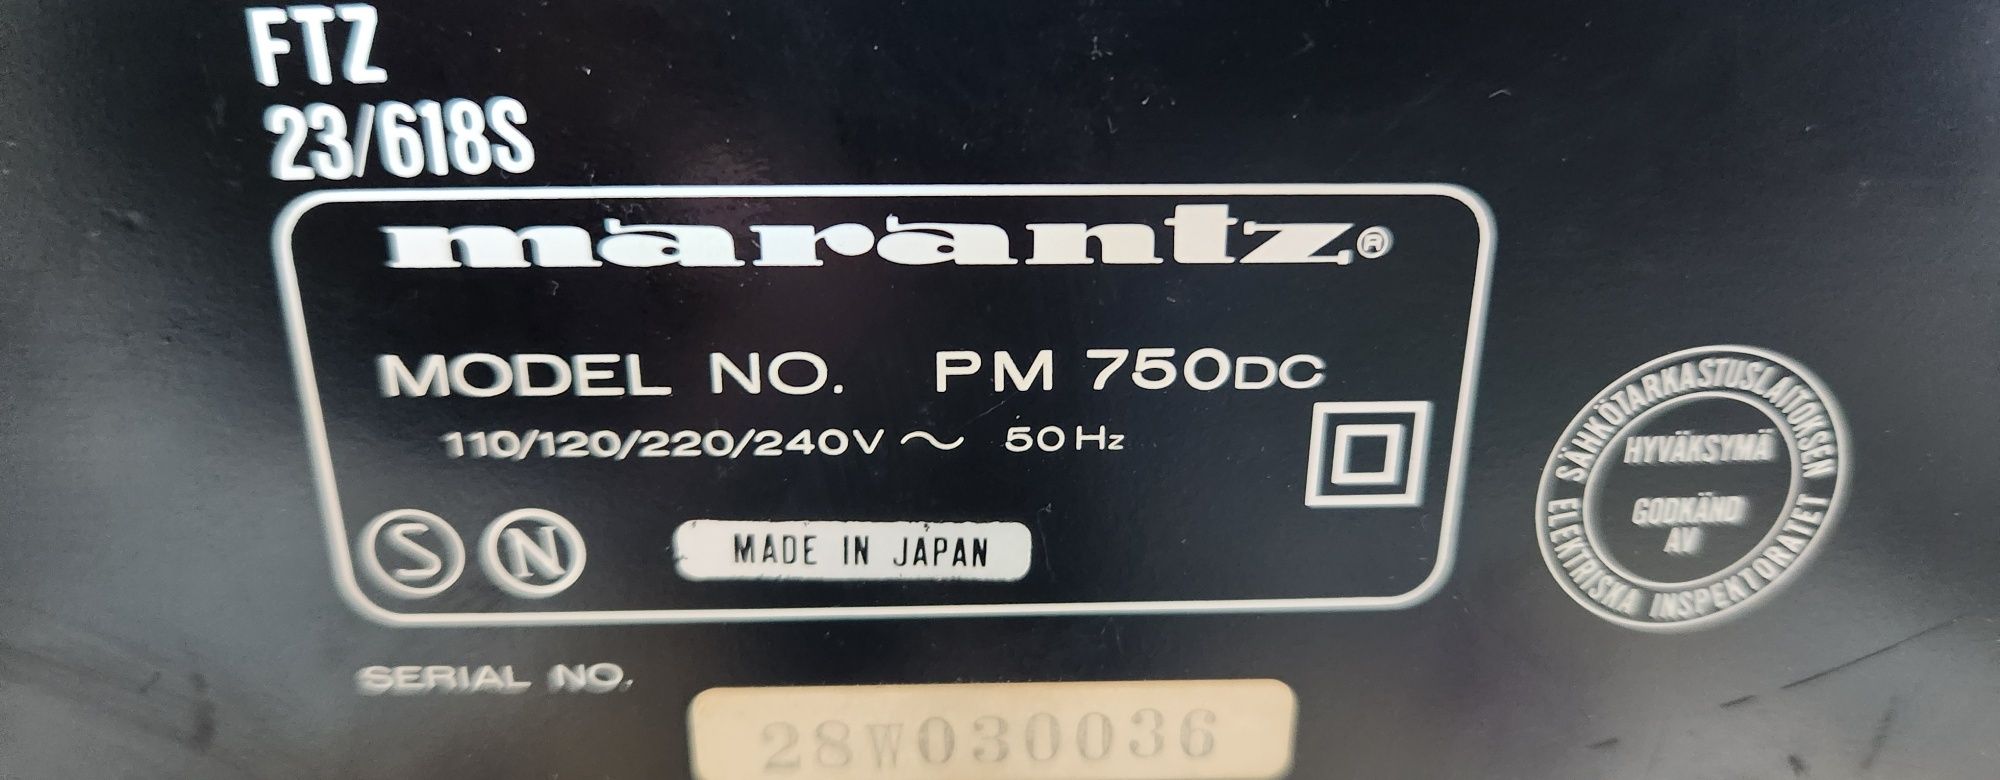 FTZ
23/618S
marantz®
MODEL NO. PM 750DC
110/120/220/240V ~ 50Hz
S N
MADE IN JAPAN
SÄHKÖTARKASTUSLAITOKSEN
HYVÄKSYMÄ
GODKÄND
AV
ELEKTRISKA INSPEKTORATET
SERIAL NO.
28W030036